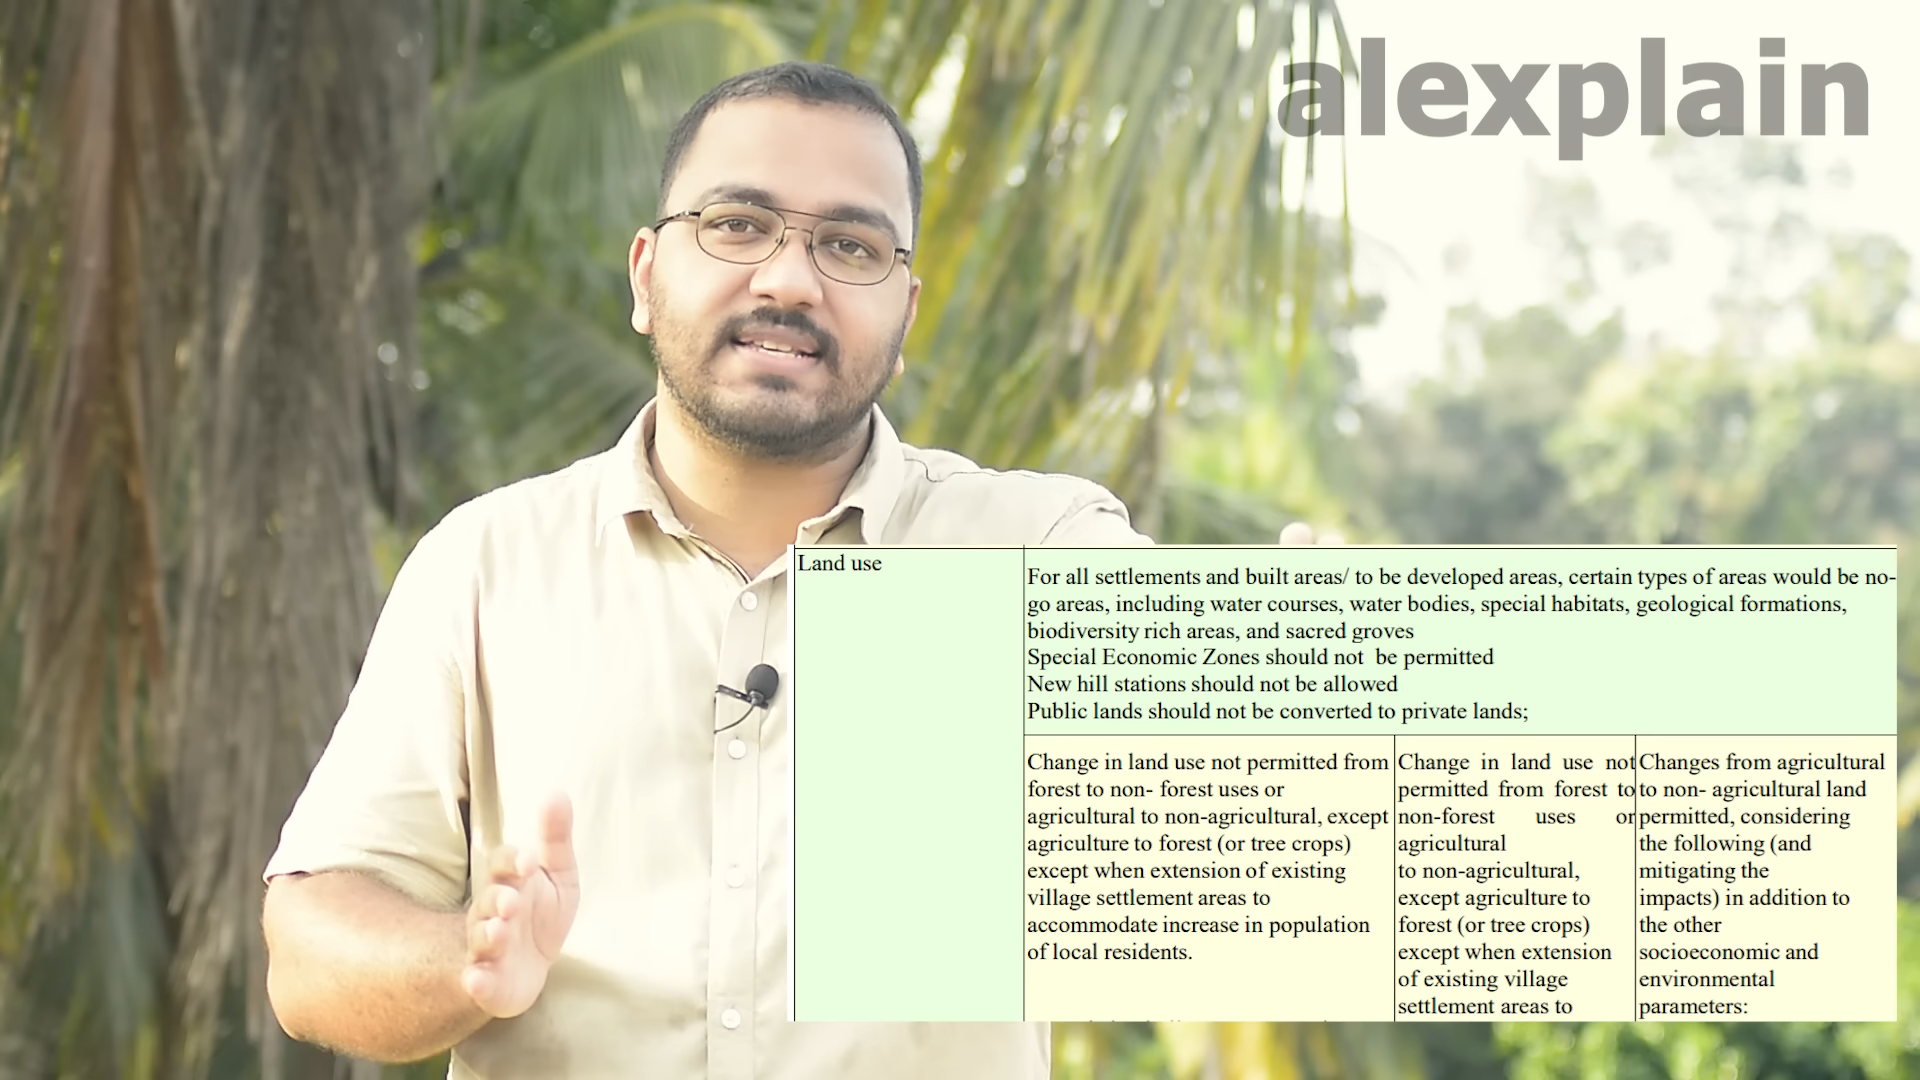 alexplain
Land use
For all settlements and built areas/ to be developed areas, certain types of areas would be no-
go areas, including water courses, water bodies, special habitats, geological formations,
biodiversity rich areas, and sacred groves
Special Economic Zones should not be permitted
New hill stations should not be allowed
Public lands should not be converted to private lands;
Change in land use not permitted from
forest to non- forest uses or
agricultural to non-agricultural, except
agriculture to forest (or tree crops)
except when extension of existing
village settlement areas to
accommodate increase in population
of local residents.
Change in land use not
permitted from forest to
non-forest uses or
agricultural
to non-agricultural,
except agriculture to
forest (or tree crops)
except when extension
of existing village
settlement areas to
Changes from agricultural
to non- agricultural land
permitted, considering
the following (and
mitigating the
impacts) in addition to
the other
socioeconomic and
environmental
parameters: